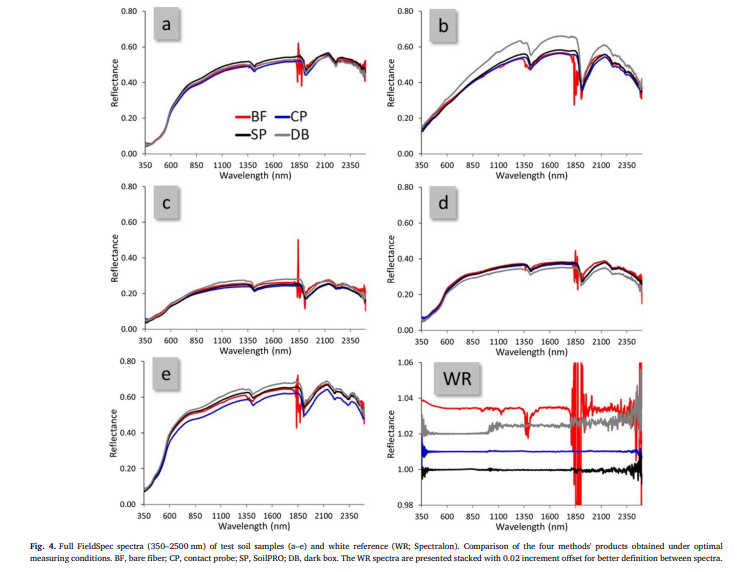 a
0.80
0.60
0.40
0.20
0.00
Reflectance
BF CP
SP DB
350 600 850 1100 1350 1600 1850 2100 2350
Wavelength (nm)
b
0.80
0.60
0.40
0.20
0.00
Reflectance
350 600 850 1100 1350 1600 1850 2100 2350
Wavelength (nm)
c
0.80
0.60
0.40
0.20
0.00
Reflectance
350 600 850 1100 1350 1600 1850 2100 2350
Wavelength (nm)
d
0.80
0.60
0.40
0.20
0.00
Reflectance
350 600 850 1100 1350 1600 1850 2100 2350
Wavelength (nm)
e
0.80
0.60
0.40
0.20
0.00
Reflectance
350 600 850 1100 1350 1600 1850 2100 2350
Wavelength (nm)
WR
1.06
1.04
1.02
1.00
0.98
Reflectance
350 600 850 1100 1350 1600 1850 2100 2350
Wavelength (nm)
Fig. 4. Full FieldSpec spectra (350–2500 nm) of test soil samples (a–e) and white reference (WR; Spectralon). Comparison of the four methods' products obtained under optimal
measuring conditions. BF, bare fiber; CP, contact probe; SP, SoilPRO; DB, dark box. The WR spectra are presented stacked with 0.02 increment offset for better definition between spectra.